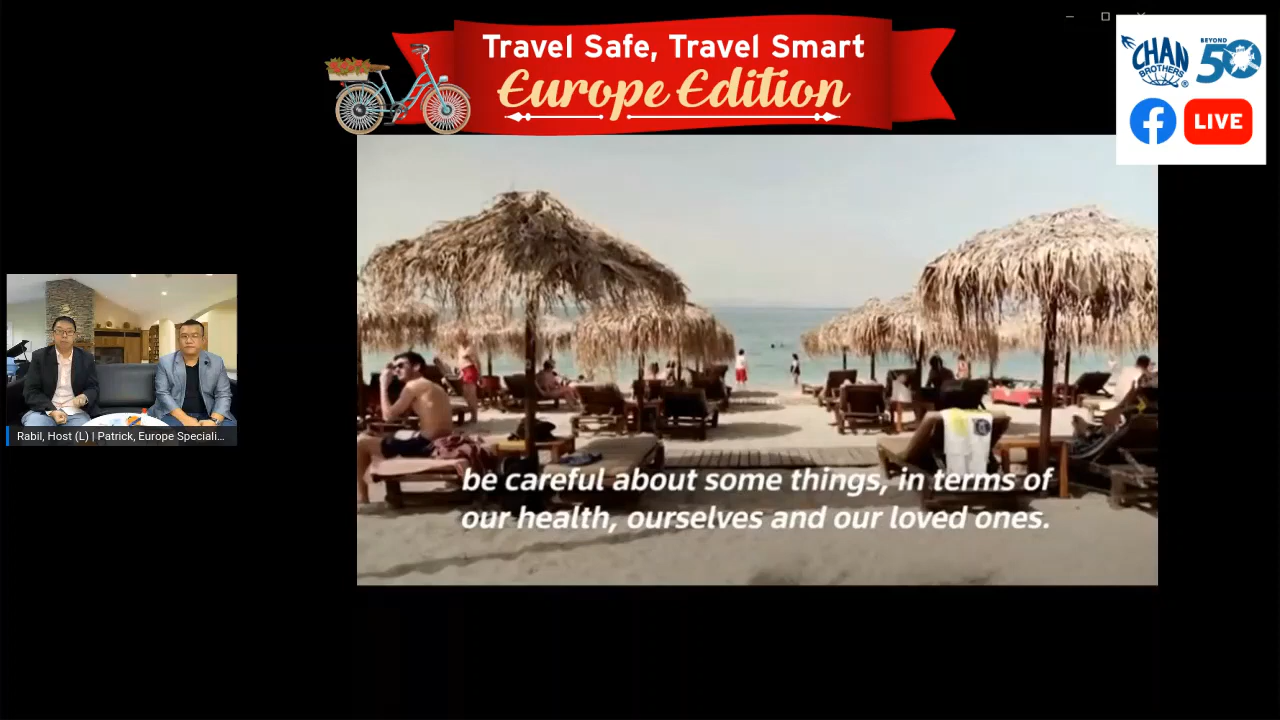 Travel Safe, Travel Smart
Europe Edition
CHAN
BROTHERS
®
BEYOND
50
f
LIVE
be careful about some things, in terms of
our health, ourselves and our loved ones.
Rabil, Host (L) | Patrick, Europe Speciali...